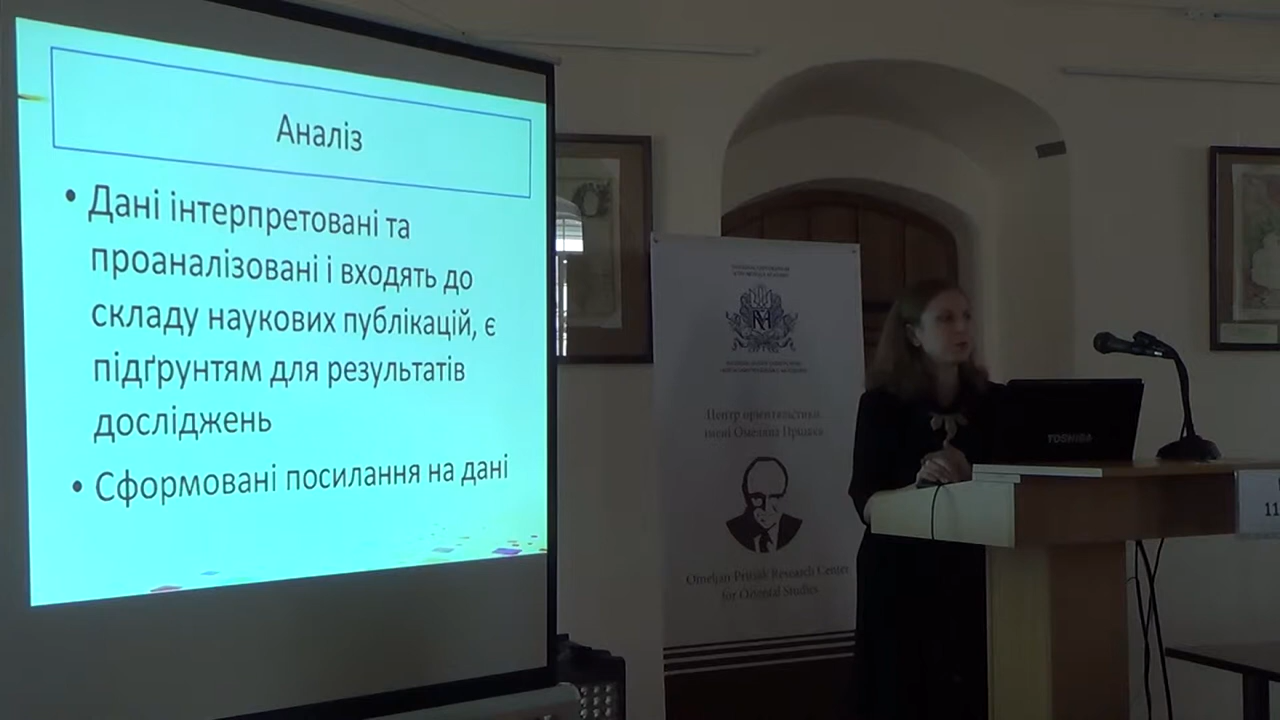 Аналіз
• Дані інтерпретовані та
проаналізовані і входять до
складу наукових публікацій, є
підґрунтям для результатів
досліджень
• Сформовані посилання на дані
Центр орієнталістики
імені Омеляна Пріцака
Omeljan Pritsak Research Center
for Oriental Studies
TOSHIBA
11